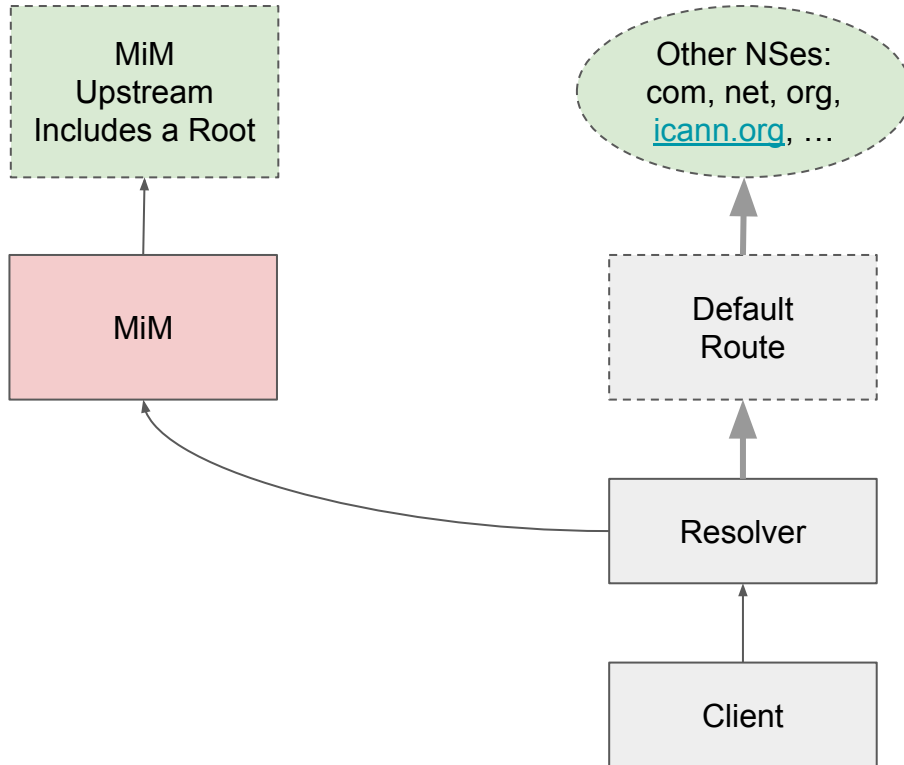 MiM
Upstream
Includes a Root
Other NSes:
com, net, org,
icann.org, …
MiM
Default
Route
Resolver
Client